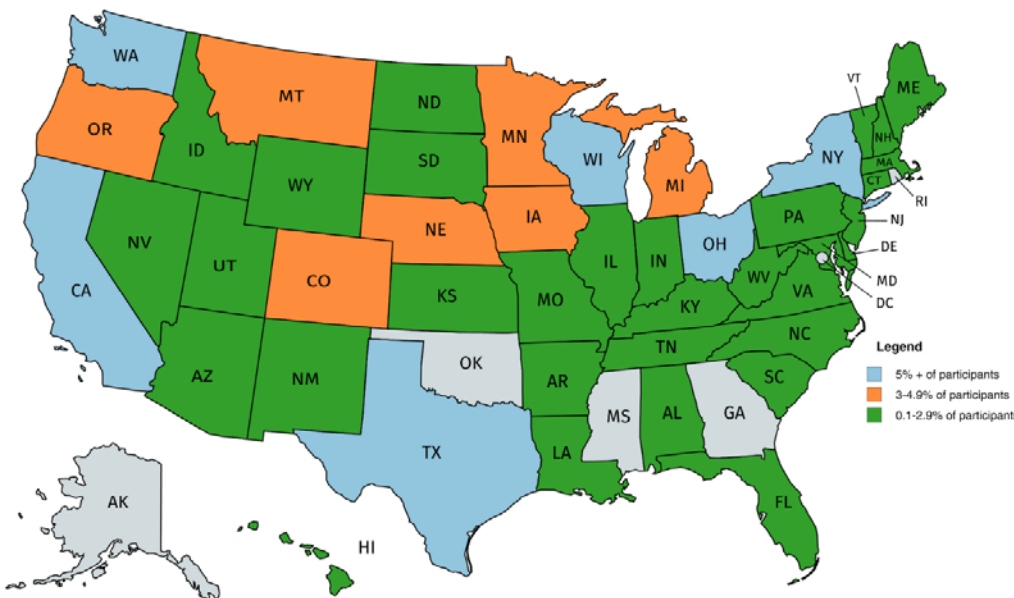 WA
MT
ND
MN
OR
ID
SD
WY
WI
MI
VT
ME
NH
NY
MA
CT
RI
NJ
PA
DE
MD
DC
NE
IA
NV
UT
CO
KS
IL
IN
OH
WV
VA
KY
MO
CA
AZ
NM
OK
AR
TN
NC
SC
MS
AL
GA
TX
LA
FL
AK
HI
Legend
5% + of participants
3-4.9% of participants
0.1-2.9% of participant